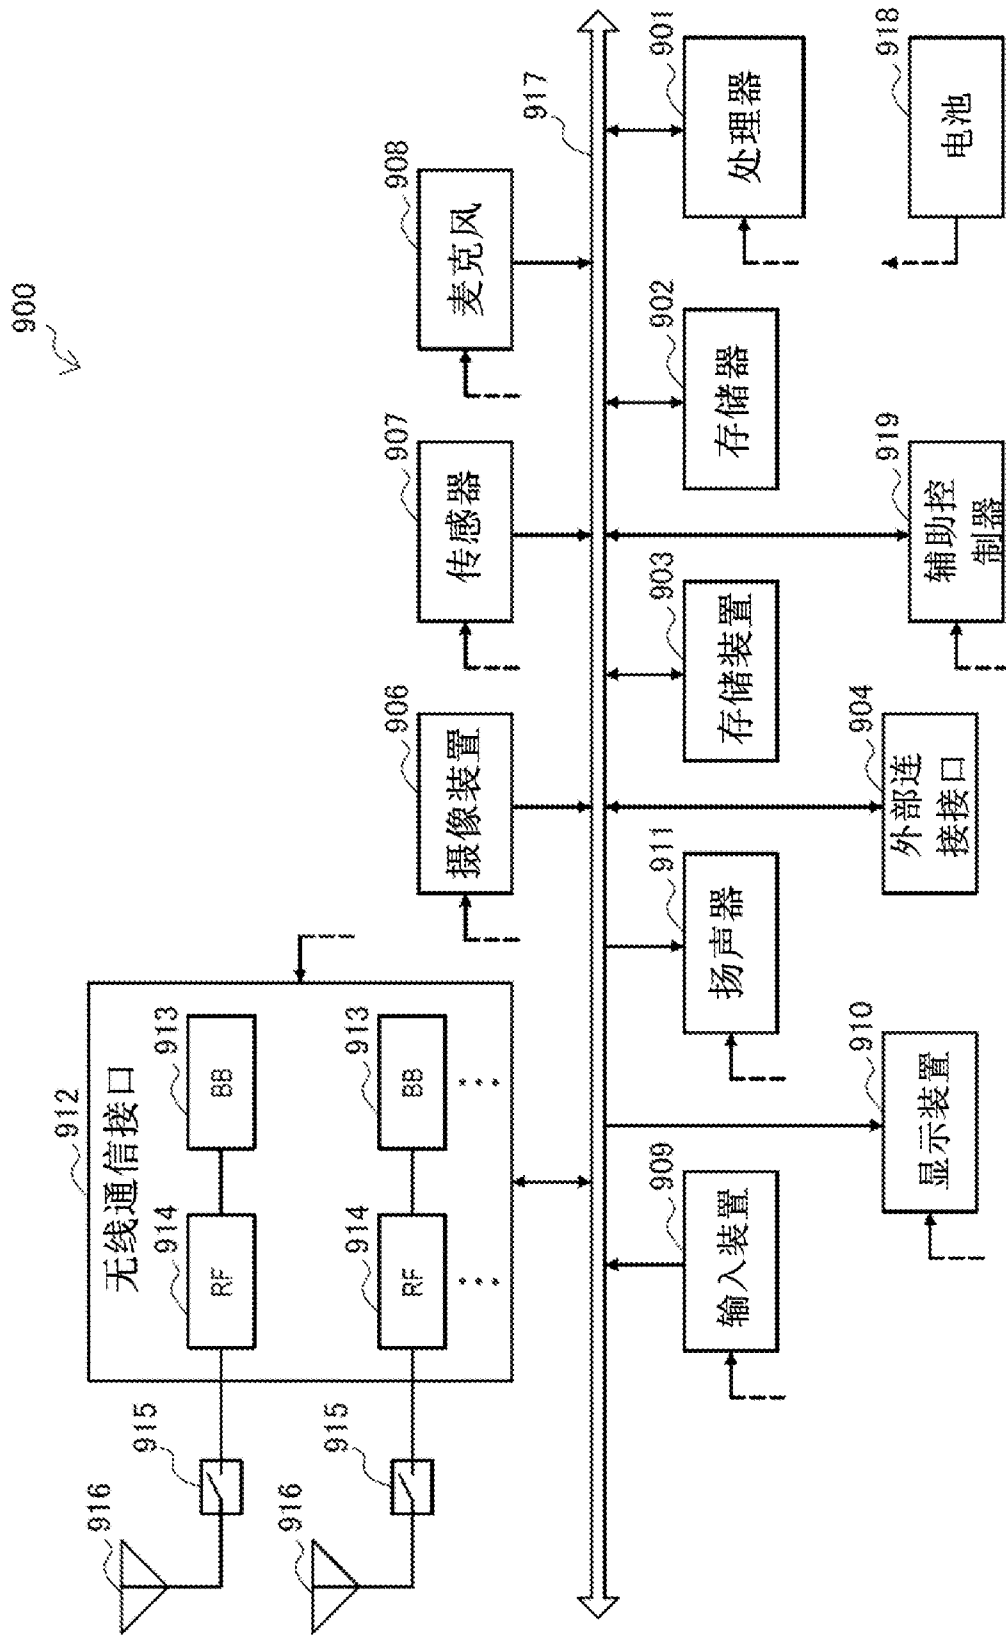 900
912
无线通信接口
916
915
914
RF
913
BB
916
915
914
RF
913
BB
906
摄像装置
907
传感器
908
麦克风
917
909
输入装置
911
扬声器
903
存储装置
902
存储器
901
处理器
910
显示装置
904
外部连
接接口
919
辅助控
制器
918
电池